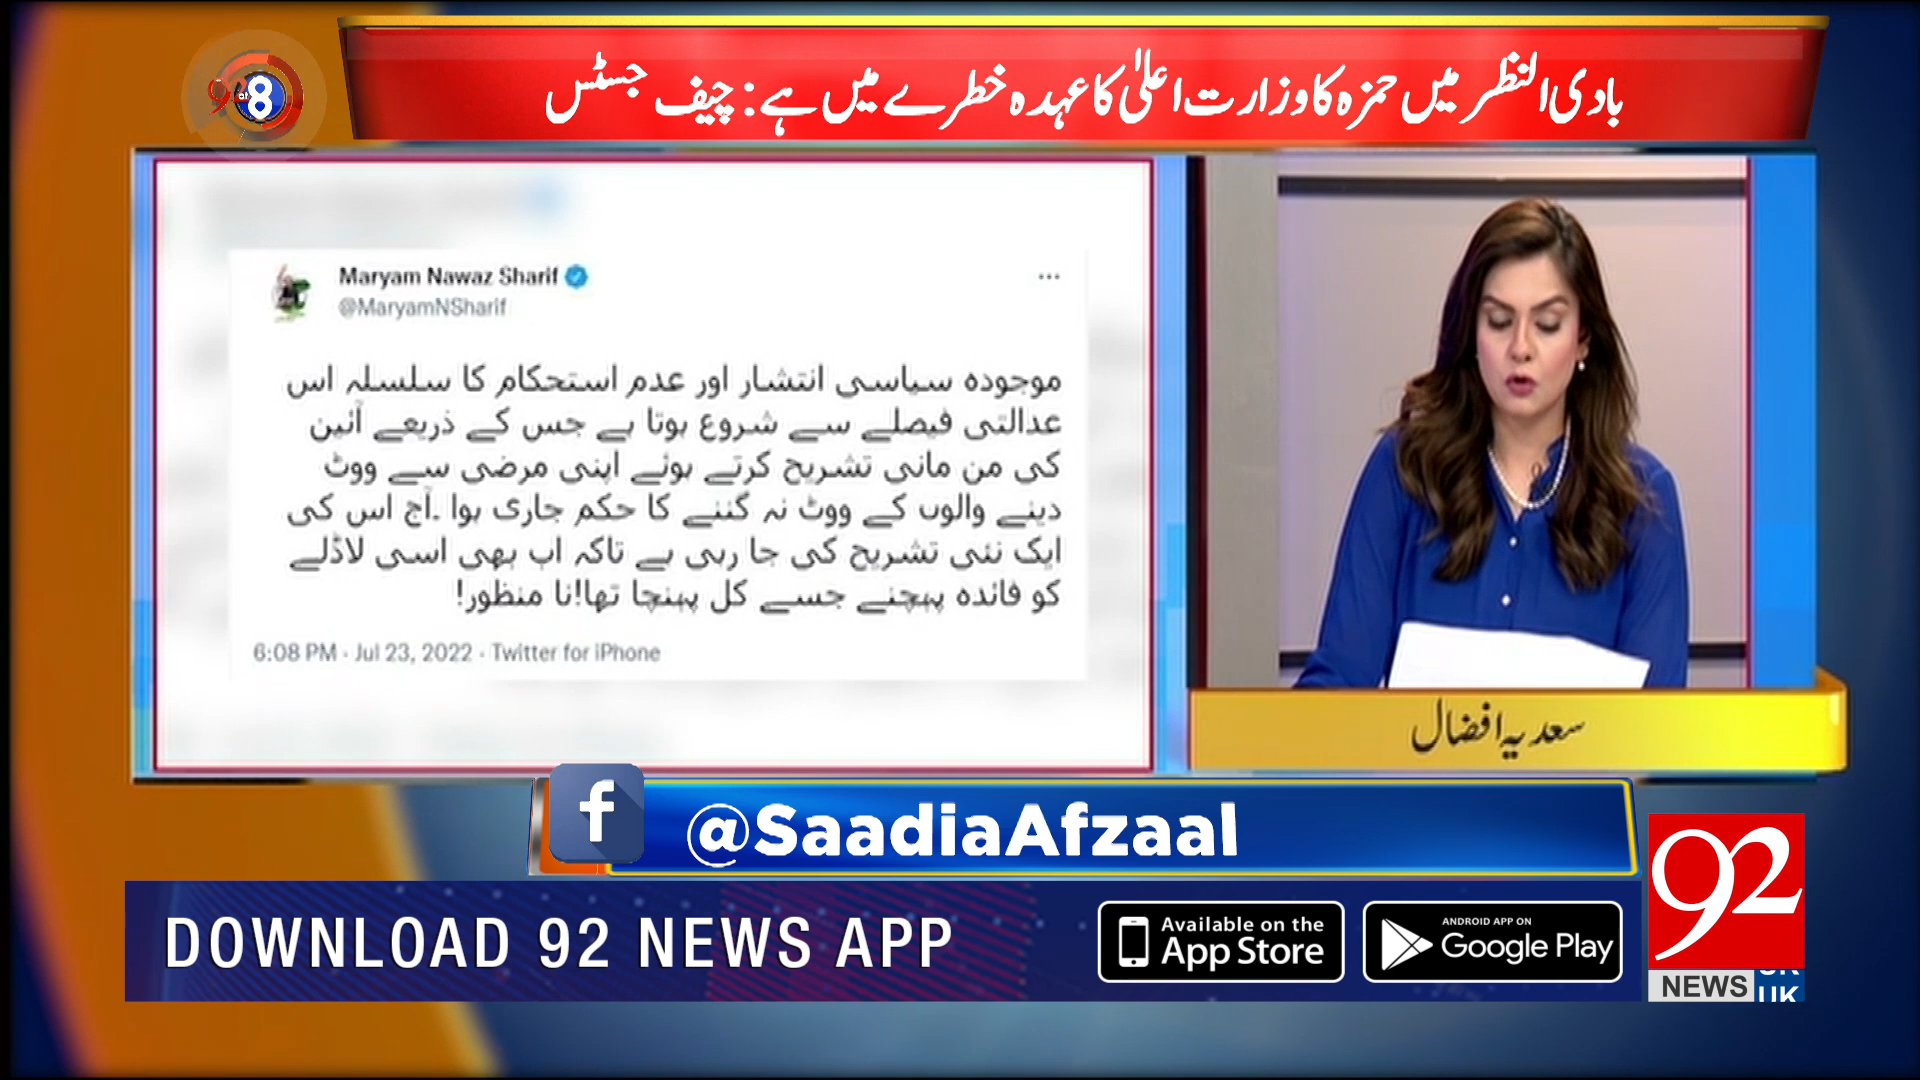 92 at 8
بادی النظر میں حمزہ کا وزارت اعلیٰ کا عہدہ خطرے میں ہے: چیف جسٹس
Maryam Nawaz Sharif
@MaryamNSharif
موجودہ سیاسی انتشار اور عدم استحکام کا سلسلہ اس
عدالتی فیصلے سے شروع ہوتا ہے جس کے ذریعے آئین
کی من مانی تشریح کرتے ہوئے اپنی مرضی سے ووٹ
دینے والوں کے ووٹ نہ گننے کا حکم جاری ہوا ۔آج اس کی
ایک نئی تشریح کی جا رہی ہے تاکہ اب بھی اسی لاڈلے
کو فائدہ پہچنے جسے کل پہنچا تھا!نا منظور!
6:08 PM · Jul 23, 2022 · Twitter for iPhone
سعدیہ افضال
f @SaadiaAfzaal
DOWNLOAD 92 NEWS APP
Available on the
App Store
ANDROID APP ON
Google Play
92
NEWS UK